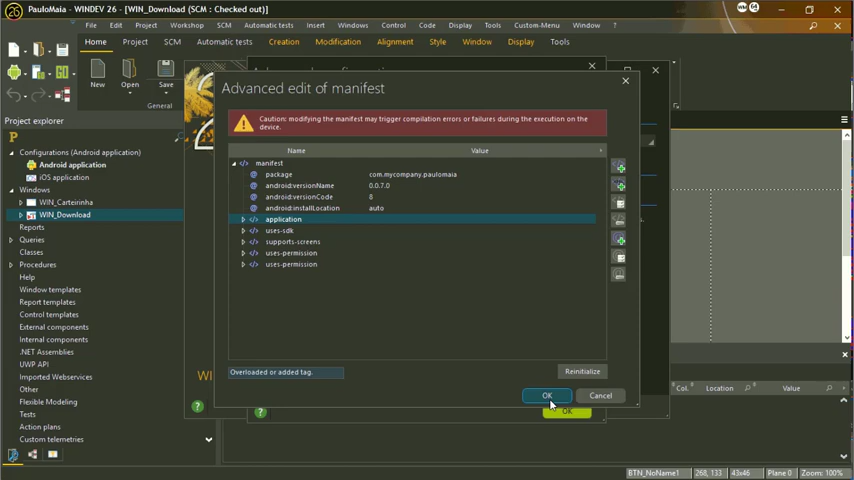 PauloMaia - WINDEV 26 - [WIN_Download (SCM : Checked out)]
WM 64
File Edit Project Workshop SCM Automatic tests Insert Windows Control Code Display Tools Custom-Menu Window
Home Project SCM Automatic tests Creation Modification Alignment Style Window Display Tools
New Open Save
General
Project explorer
Configurations (Android application)
Android application
iOS application
Windows
WIN_Carteirinha
WIN_Download
Reports
Queries
Classes
Procedures
Help
Window templates
Report templates
Control templates
External components
Internal components
.NET Assemblies
UWP API
Imported Webservices
Other
Flexible Modeling
Tests
Action plans
Custom telemetries
Advanced edit of manifest
Caution: modifying the manifest may trigger compilation errors or failures during the execution on the
device.
Name Value
manifest
package com.mycompany.paulomaia
android:versionName 0.0.7.0
android:versionCode 8
android:installLocation auto
application
uses-sdk
supports-screens
uses-permission
uses-permission
Overloaded or added tag.
Reinitialize
OK Cancel
OK
WI
Col. Location Value
BTN_NoName1 268, 133 43x46 Plane 0 Zoom: 100%